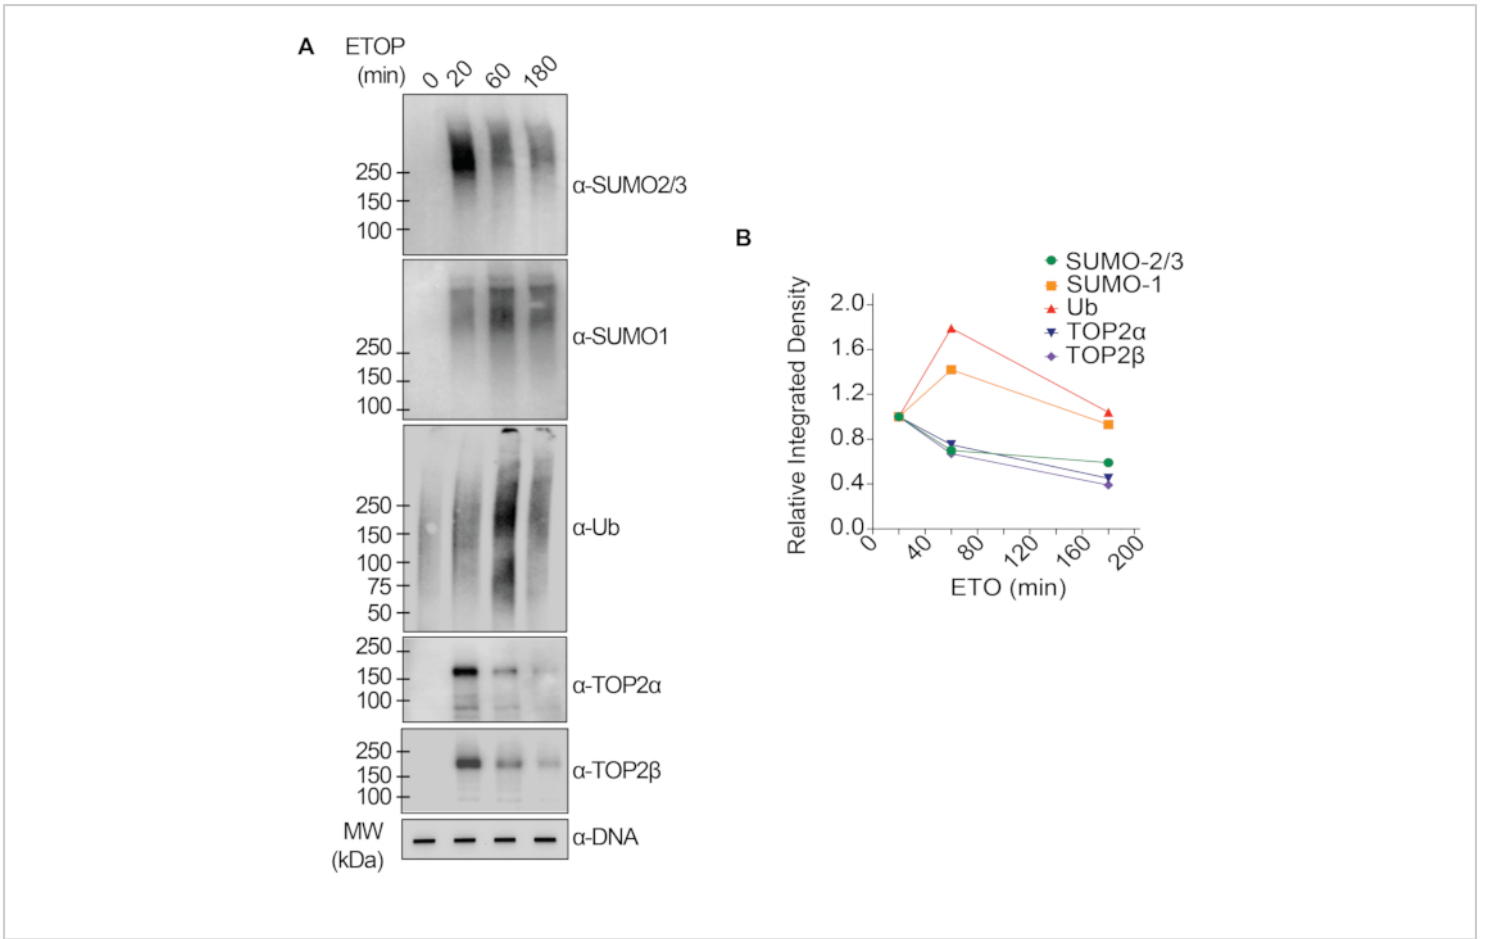 A
ETOP
(min)
0 20 60 180
250
150
100
α-SUMO2/3
250
150
100
α-SUMO1
250
150
100
75
50
α-Ub
250
150
100
α-TOP2α
250
150
100
α-TOP2β
MW
(kDa)
α-DNA
B
SUMO-2/3
SUMO-1
Ub
TOP2α
TOP2β
Relative Integrated Density
2.0
1.6
1.2
0.8
0.4
0.0
0 40 80 120 160 200
ETO (min)